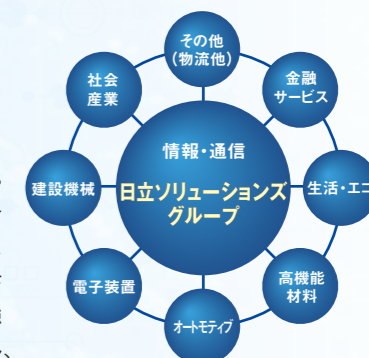 その他
(物流他)
金融
サービス
生活・エコ
高機能
材料
オートモティブ
電子装置
建設機械
社会
産業
情報・通信
日立ソリューションズ
グループ